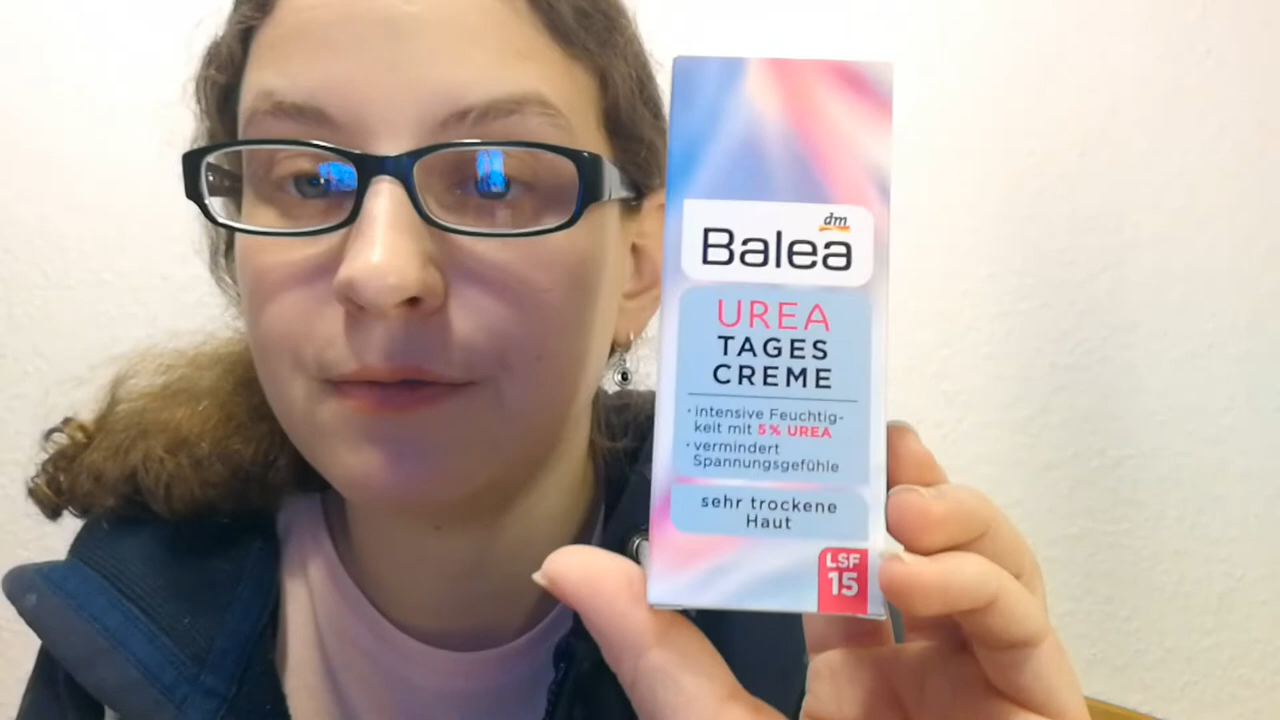 dm
Balea
UREA
TAGES
CREME
• intensive Feuchtig-
keit mit 5% UREA
• vermindert
Spannungsgefühle
sehr trockene
Haut
LSF
15